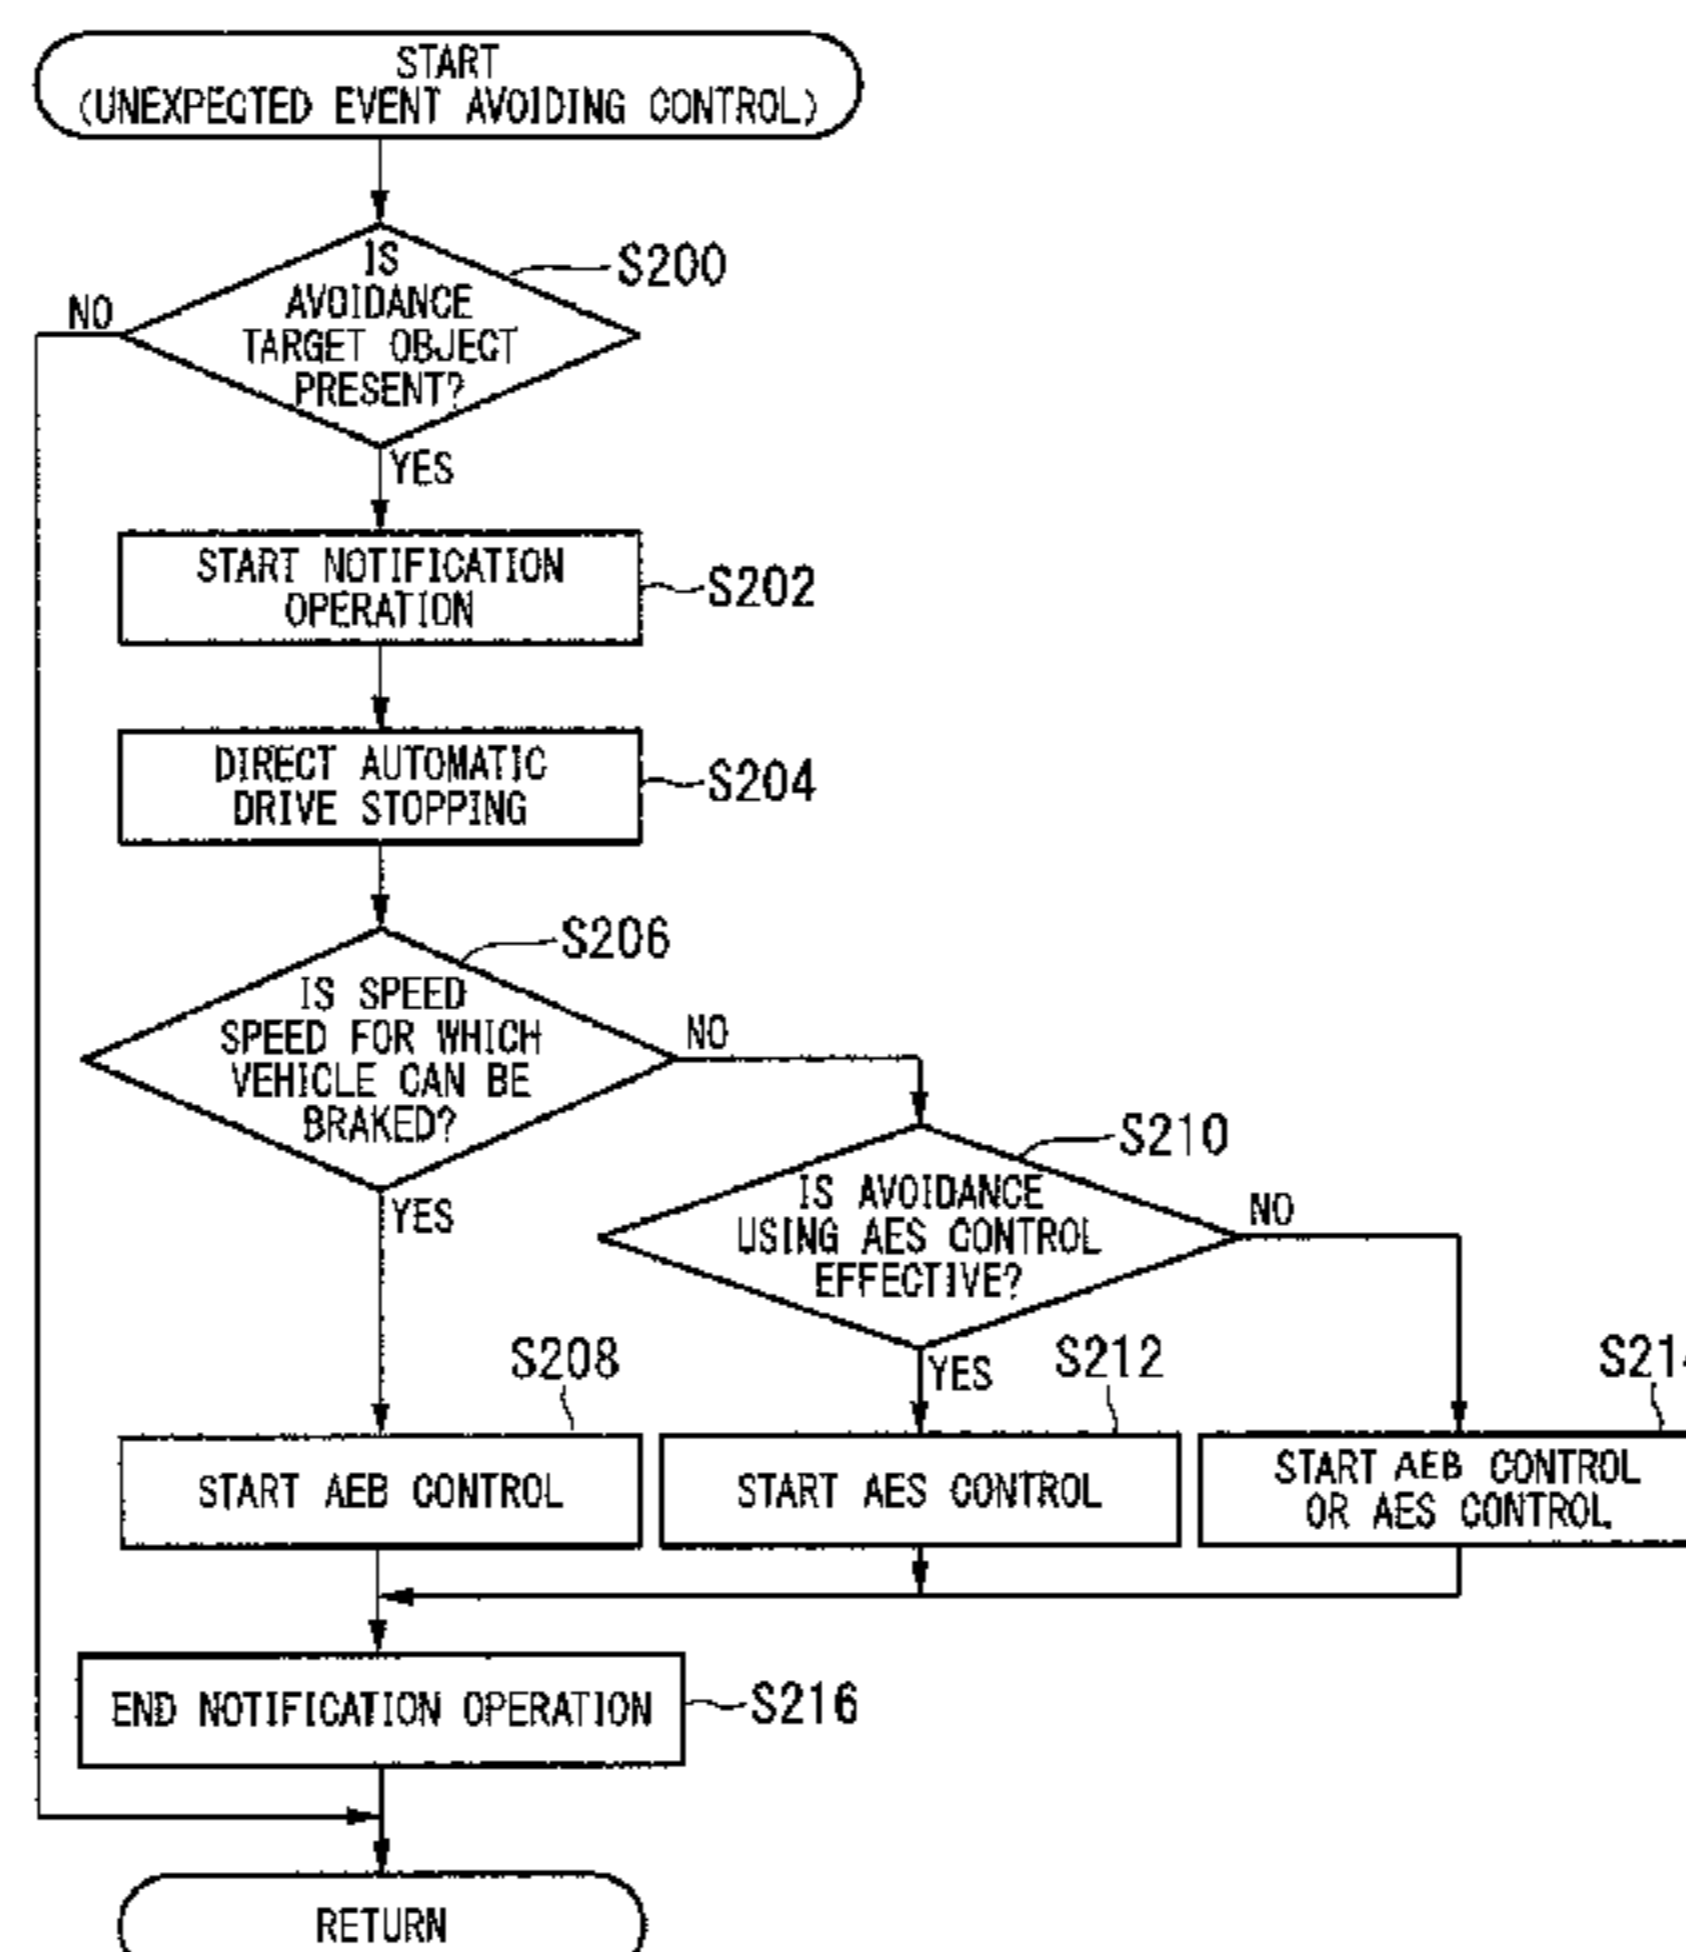 START
(UNEXPECTED EVENT AVOIDING CONTROL)
IS
AVOIDANCE
TARGET OBJECT
PRESENT?
S200
NO
YES
START NOTIFICATION
OPERATION
S202
DIRECT AUTOMATIC
DRIVE STOPPING
S204
IS SPEED
SPEED FOR WHICH
VEHICLE CAN BE
BRAKED?
S206
NO
YES
IS AVOIDANCE
USING AES CONTROL
EFFECTIVE?
S210
NO
YES
S208
START AEB CONTROL
S212
START AES CONTROL
S214
START AEB CONTROL
OR AES CONTROL
END NOTIFICATION OPERATION
S216
RETURN